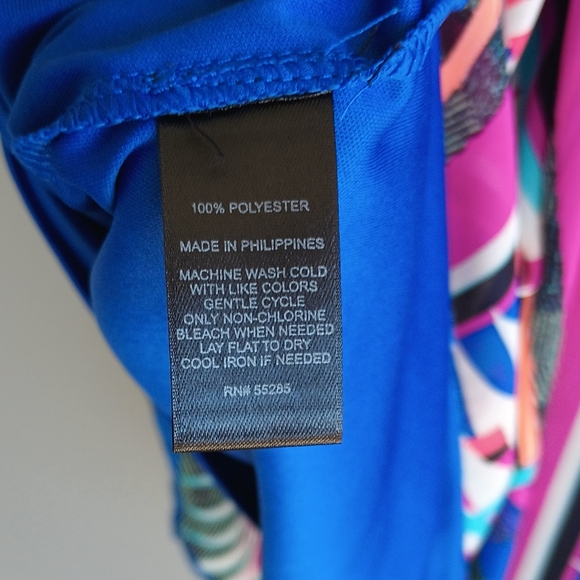 100% POLYESTER
MADE IN PHILIPPINES
MACHINE WASH COLD
WITH LIKE COLORS
GENTLE CYCLE
ONLY NON-CHLORINE
BLEACH WHEN NEEDED
LAY FLAT TO DRY
COOL IRON IF NEEDED
RN# 55285